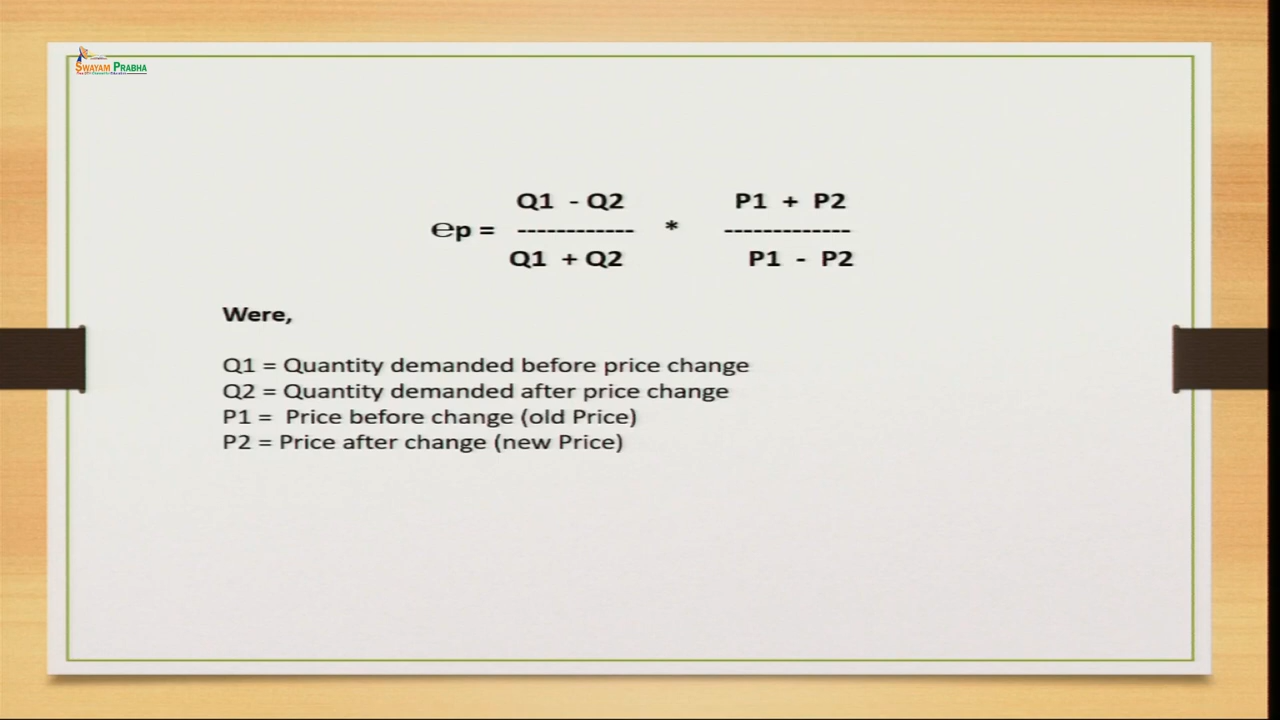 SWAYAM PRABHA
Q1 - Q2 P1 + P2
ep = ------------ * -------------
Q1 + Q2 P1 - P2
Were,
Q1 = Quantity demanded before price change
Q2 = Quantity demanded after price change
P1 = Price before change (old Price)
P2 = Price after change (new Price)